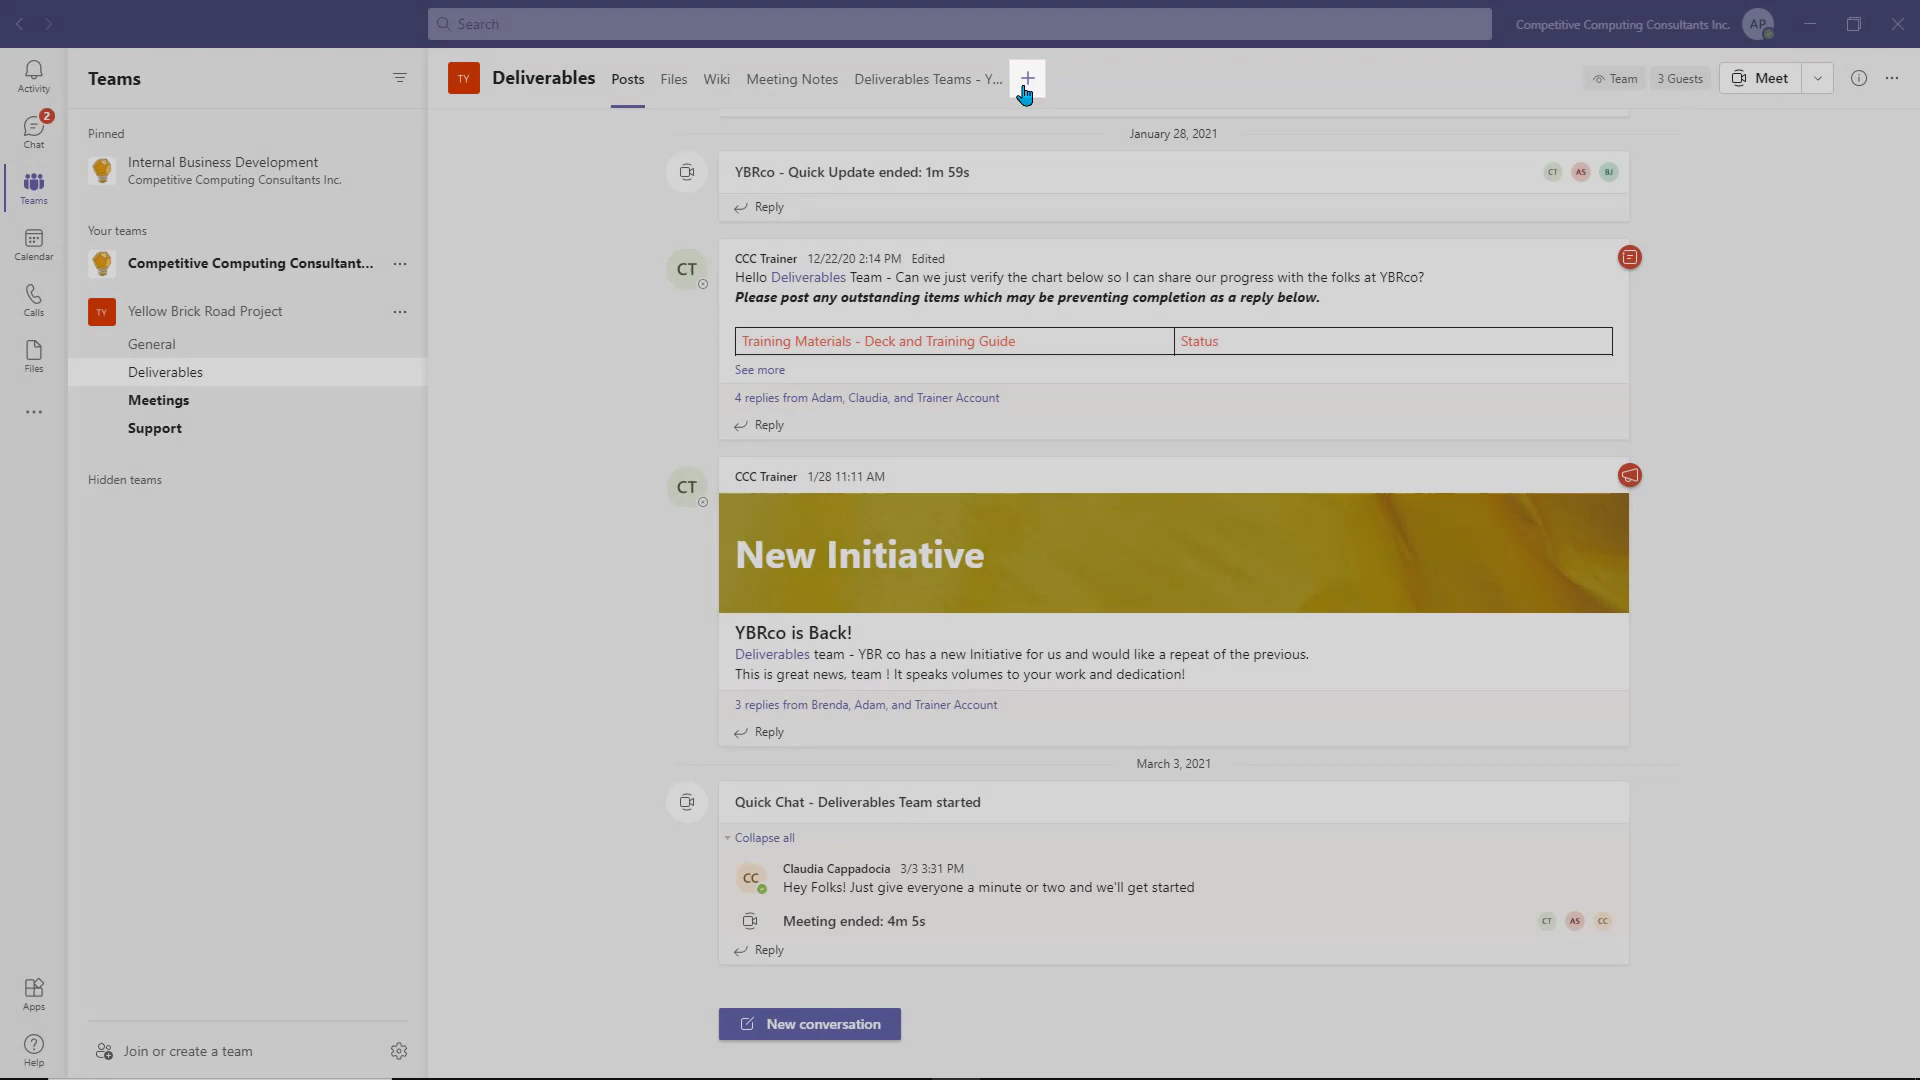 Search
Competitive Computing Consultants Inc.
AP
Activity
2
Chat
Teams
Calendar
Calls
Files
Apps
Help
Teams
Pinned
Internal Business Development
Competitive Computing Consultants Inc.
Your teams
Competitive Computing Consultant...
TY
Yellow Brick Road Project
General
Deliverables
Meetings
Support
Hidden teams
Join or create a team
TY
Deliverables
Posts
Files
Wiki
Meeting Notes
Deliverables Teams - Y...
Team
3 Guests
Meet
January 28, 2021
YBRco - Quick Update ended: 1m 59s
CT AS BJ
Reply
CT
CCC Trainer 12/22/20 2:14 PM Edited
Hello Deliverables Team - Can we just verify the chart below so I can share our progress with the folks at YBRco?
Please post any outstanding items which may be preventing completion as a reply below.
Training Materials - Deck and Training Guide
Status
See more
4 replies from Adam, Claudia, and Trainer Account
Reply
CT
CCC Trainer 1/28 11:11 AM
New Initiative
YBRco is Back!
Deliverables team - YBR co has a new Initiative for us and would like a repeat of the previous.
This is great news, team ! It speaks volumes to your work and dedication!
3 replies from Brenda, Adam, and Trainer Account
Reply
March 3, 2021
Quick Chat - Deliverables Team started
Collapse all
CC
Claudia Cappadocia 3/3 3:31 PM
Hey Folks! Just give everyone a minute or two and we'll get started
Meeting ended: 4m 5s
CT AS CC
Reply
New conversation